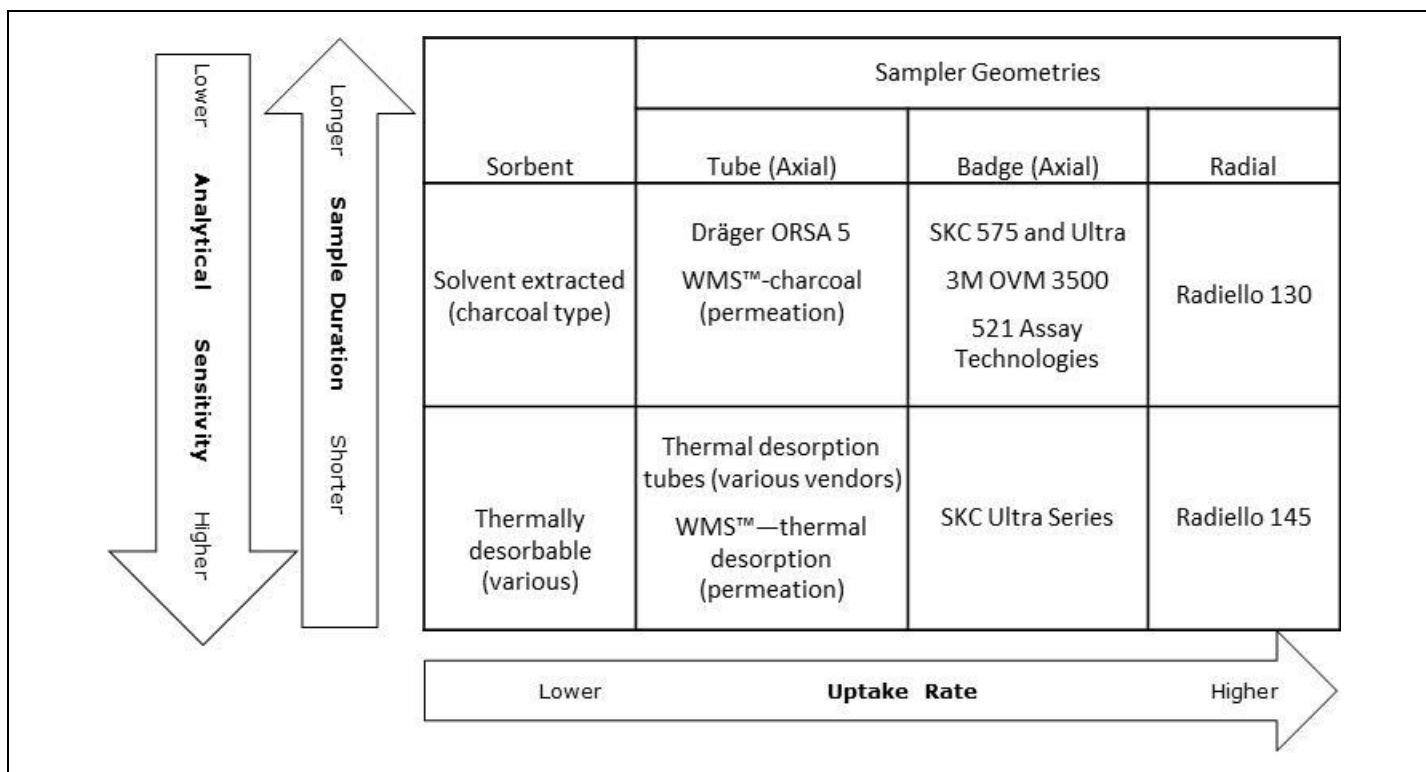 Lower Analytical Sensitivity Higher
Longer Sample Duration Shorter
Sampler Geometries
Sorbent
Tube (Axial)
Badge (Axial)
Radial
Solvent extracted
(charcoal type)
Dräger ORSA 5
WMS™-charcoal
(permeation)
SKC 575 and Ultra
3M OVM 3500
521 Assay
Technologies
Radiello 130
Thermally
desorbable
(various)
Thermal desorption
tubes (various vendors)
WMS™—thermal
desorption
(permeation)
SKC Ultra Series
Radiello 145
Lower Uptake Rate Higher